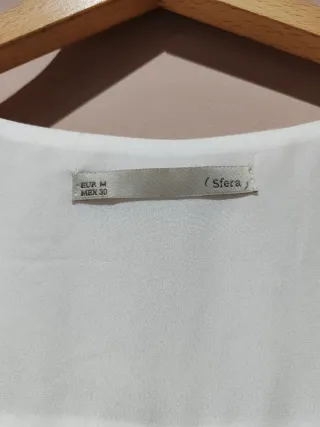 EUR M
MEX 30
( Sfera )